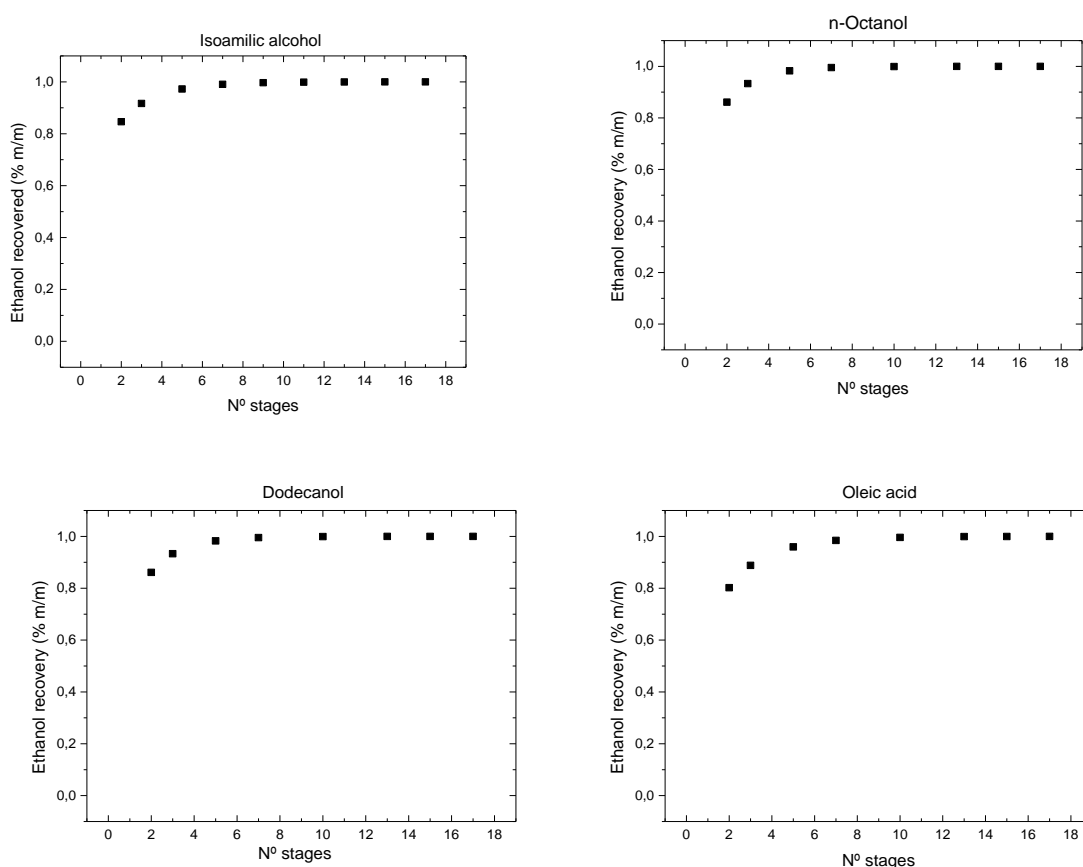 Isoamilic alcohol
1,0
0,8
0,6
0,4
0,2
0,0
Ethanol recovered (% m/m)
0 2 4 6 8 10 12 14 16 18
Nº stages
n-Octanol
1,0
0,8
0,6
0,4
0,2
0,0
Ethanol recovery (% m/m)
0 2 4 6 8 10 12 14 16 18
Nº stages
Dodecanol
1,0
0,8
0,6
0,4
0,2
0,0
Ethanol recovery (% m/m)
0 2 4 6 8 10 12 14 16 18
Nº stages
Oleic acid
1,0
0,8
0,6
0,4
0,2
0,0
Ethanol recovery (% m/m)
0 2 4 6 8 10 12 14 16 18
Nº stages